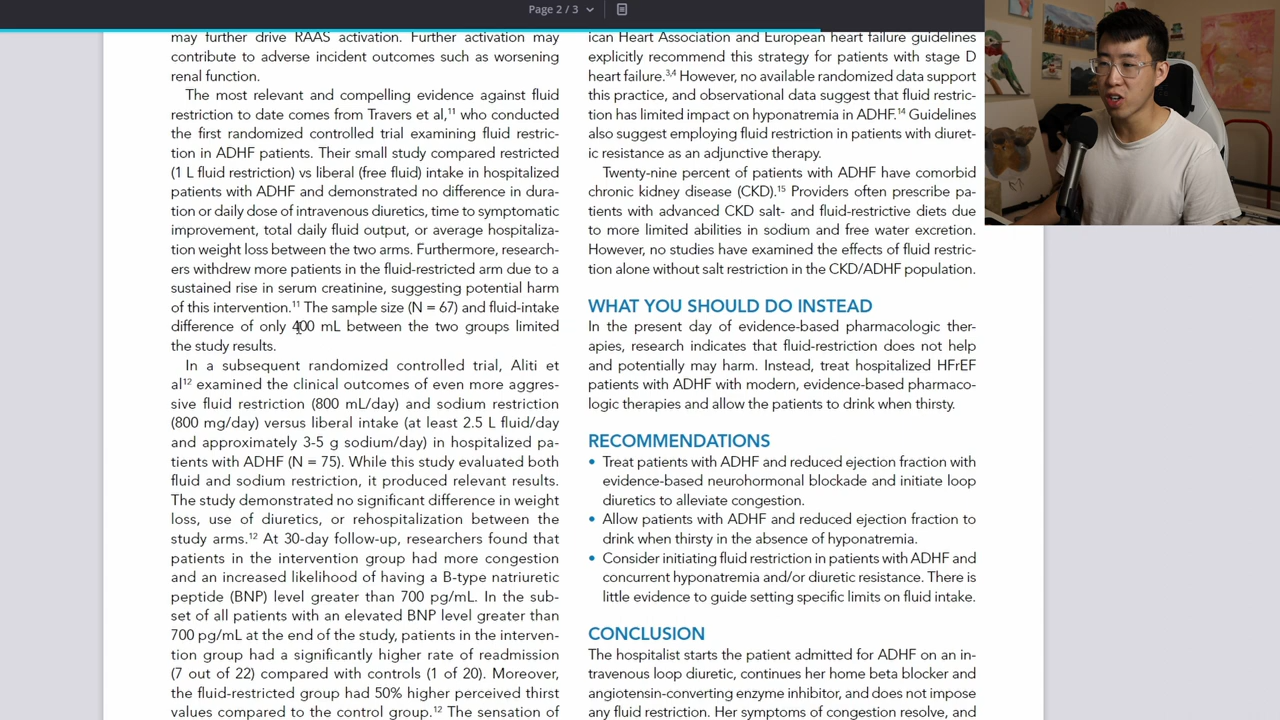 Page 2 / 3
may further drive RAAS activation. Further activation may
contribute to adverse incident outcomes such as worsening
renal function.
The most relevant and compelling evidence against fluid
restriction to date comes from Travers et al,11 who conducted
the first randomized controlled trial examining fluid restric-
tion in ADHF patients. Their small study compared restricted
(1 L fluid restriction) vs liberal (free fluid) intake in hospitalized
patients with ADHF and demonstrated no difference in dura-
tion or daily dose of intravenous diuretics, time to symptomatic
improvement, total daily fluid output, or average hospitaliza-
tion weight loss between the two arms. Furthermore, research-
ers withdrew more patients in the fluid-restricted arm due to a
sustained rise in serum creatinine, suggesting potential harm
of this intervention.11 The sample size (N = 67) and fluid-intake
difference of only 400 mL between the two groups limited
the study results.
In a subsequent randomized controlled trial, Aliti et
al12 examined the clinical outcomes of even more aggres-
sive fluid restriction (800 mL/day) and sodium restriction
(800 mg/day) versus liberal intake (at least 2.5 L fluid/day
and approximately 3-5 g sodium/day) in hospitalized pa-
tients with ADHF (N = 75). While this study evaluated both
fluid and sodium restriction, it produced relevant results.
The study demonstrated no significant difference in weight
loss, use of diuretics, or rehospitalization between the
study arms.12 At 30-day follow-up, researchers found that
patients in the intervention group had more congestion
and an increased likelihood of having a B-type natriuretic
peptide (BNP) level greater than 700 pg/mL. In the sub-
set of all patients with an elevated BNP level greater than
700 pg/mL at the end of the study, patients in the interven-
tion group had a significantly higher rate of readmission
(7 out of 22) compared with controls (1 of 20). Moreover,
the fluid-restricted group had 50% higher perceived thirst
values compared to the control group.12 The sensation of
ican Heart Association and European heart failure guidelines
explicitly recommend this strategy for patients with stage D
heart failure.3,4 However, no available randomized data support
this practice, and observational data suggest that fluid restric-
tion has limited impact on hyponatremia in ADHF.14 Guidelines
also suggest employing fluid restriction in patients with diuret-
ic resistance as an adjunctive therapy.
Twenty-nine percent of patients with ADHF have comorbid
chronic kidney disease (CKD).15 Providers often prescribe pa-
tients with advanced CKD salt- and fluid-restrictive diets due
to more limited abilities in sodium and free water excretion.
However, no studies have examined the effects of fluid restric-
tion alone without salt restriction in the CKD/ADHF population.
WHAT YOU SHOULD DO INSTEAD
In the present day of evidence-based pharmacologic ther-
apies, research indicates that fluid-restriction does not help
and potentially may harm. Instead, treat hospitalized HFrEF
patients with ADHF with modern, evidence-based pharmaco-
logic therapies and allow the patients to drink when thirsty.
RECOMMENDATIONS
• Treat patients with ADHF and reduced ejection fraction with
evidence-based neurohormonal blockade and initiate loop
diuretics to alleviate congestion.
• Allow patients with ADHF and reduced ejection fraction to
drink when thirsty in the absence of hyponatremia.
• Consider initiating fluid restriction in patients with ADHF and
concurrent hyponatremia and/or diuretic resistance. There is
little evidence to guide setting specific limits on fluid intake.
CONCLUSION
The hospitalist starts the patient admitted for ADHF on an in-
travenous loop diuretic, continues her home beta blocker and
angiotensin-converting enzyme inhibitor, and does not impose
any fluid restriction. Her symptoms of congestion resolve, and